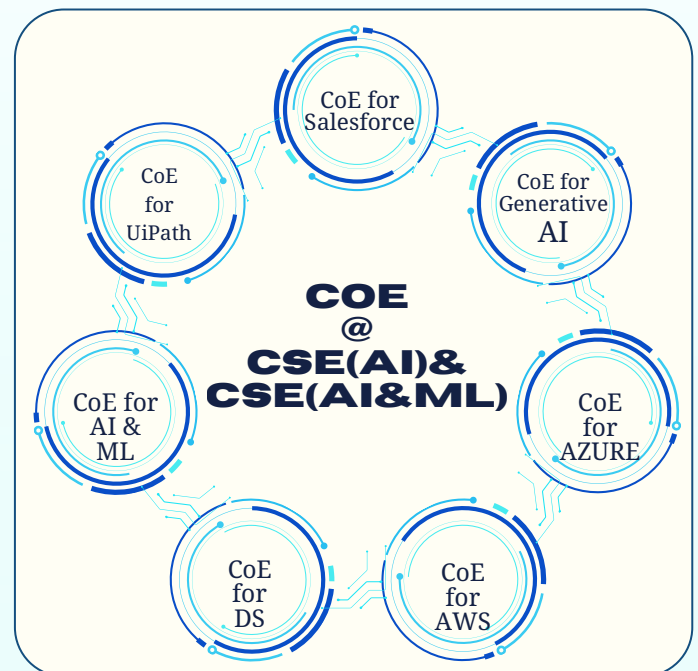 CoE for
Salesforce
CoE
for
UiPath
CoE for
Generative
AI
COE
@
CSE(AI)&
CSE(AI&ML)
CoE for
AI &
ML
CoE
for
AZURE
CoE
for
DS
CoE
for
AWS